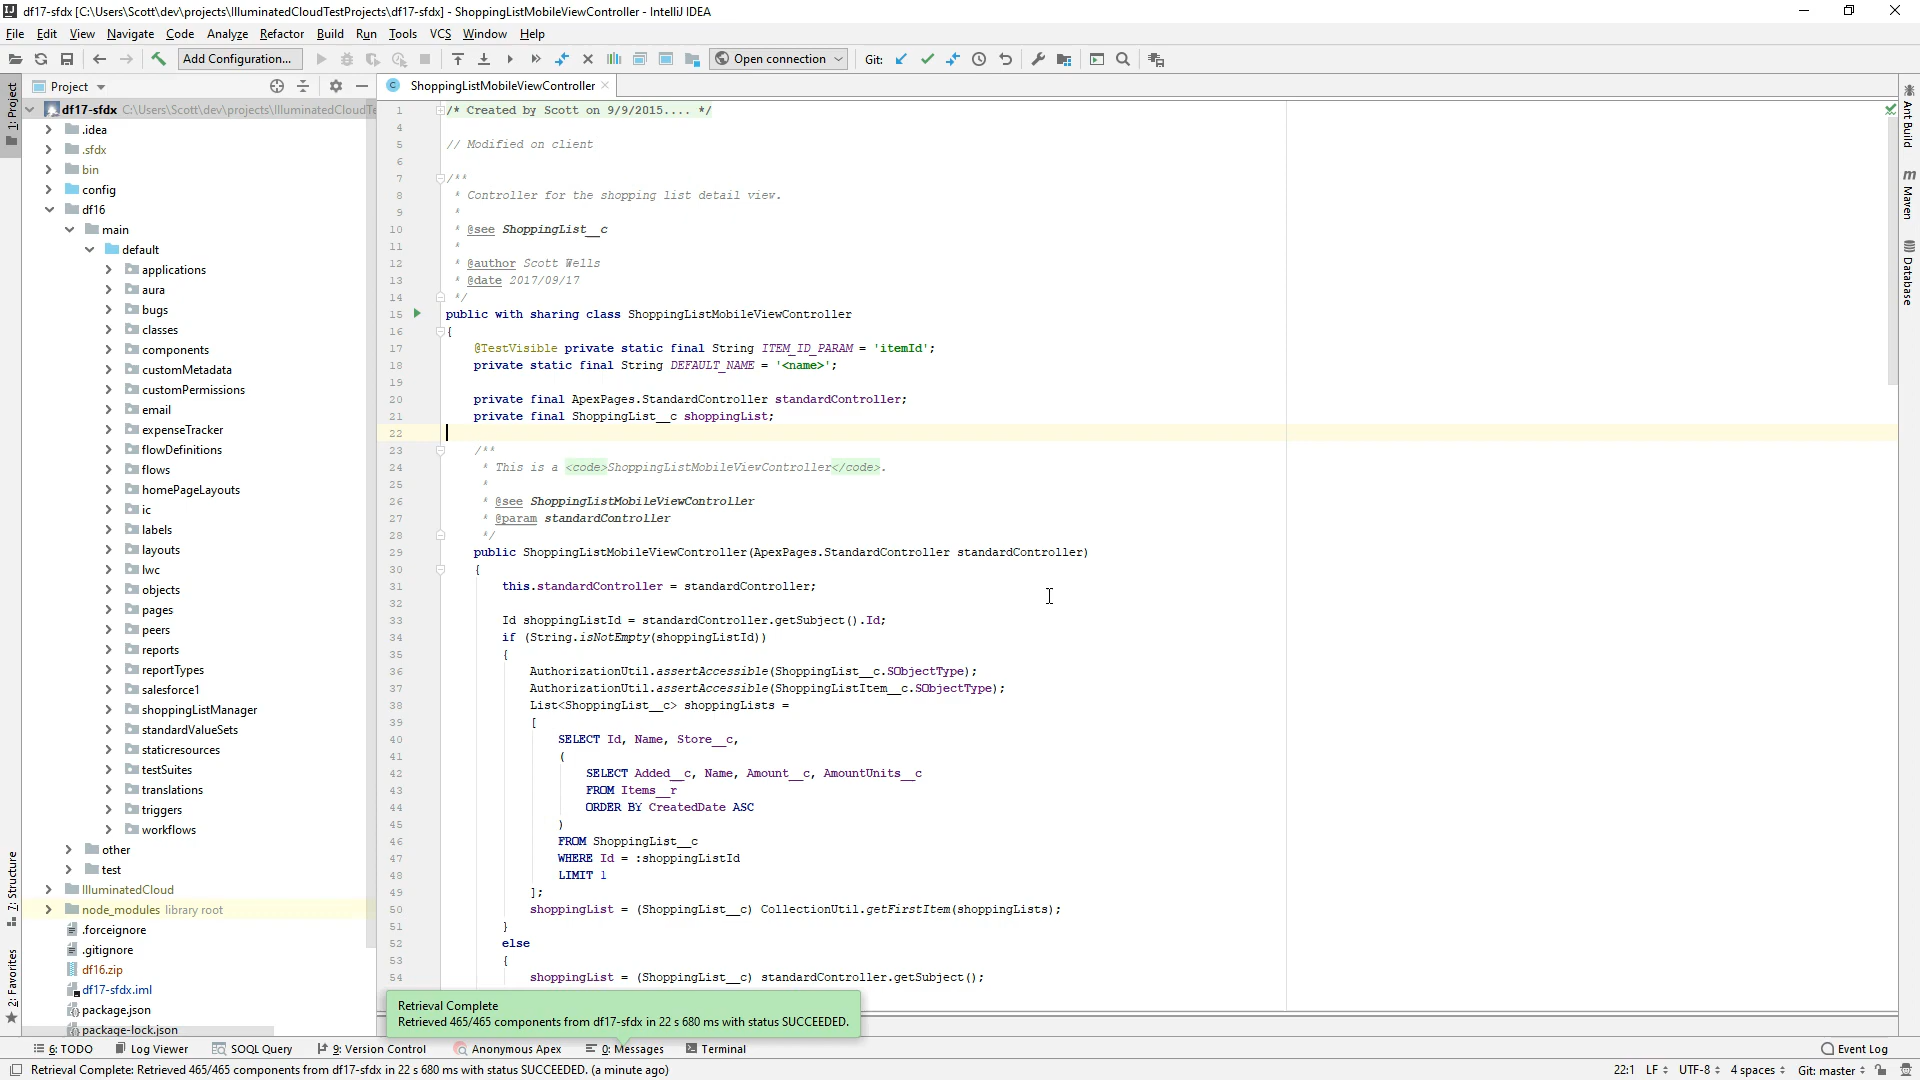 df17-sfdx [C:\Users\Scott\dev\projects\IlluminatedCloudTestProjects\df17-sfdx] - ShoppingListMobileViewController - IntelliJ IDEA
File Edit View Navigate Code Analyze Refactor Build Run Tools VCS Window Help
Add Configuration... Open connection Git:
Project
ShoppingListMobileViewController
1: Project
7: Structure
2: Favorites
Ant Build
Maven
Database
df17-sfdx C:\Users\Scott\dev\projects\IlluminatedCloudTe
.idea
.sfdx
bin
config
df16
main
default
applications
aura
bugs
classes
components
customMetadata
customPermissions
email
expenseTracker
flowDefinitions
flows
homePageLayouts
ic
labels
layouts
lwc
objects
pages
peers
reports
reportTypes
salesforce1
shoppingListManager
standardValueSets
staticresources
testSuites
translations
triggers
workflows
other
test
IlluminatedCloud
node_modules library root
.forceignore
.gitignore
df16.zip
df17-sfdx.iml
package.json
package-lock.json
1 /* Created by Scott on 9/9/2015.... */
4
5 // Modified on client
6
7 /**
8 * Controller for the shopping list detail view.
9 *
10 * @see ShoppingList__c
11 *
12 * @author Scott Wells
13 * @date 2017/09/17
14 */
15 public with sharing class ShoppingListMobileViewController
16 {
17 @TestVisible private static final String ITEM_ID_PARAM = 'itemId';
18 private static final String DEFAULT_NAME = '<name>';
19
20 private final ApexPages.StandardController standardController;
21 private final ShoppingList__c shoppingList;
22
23 /**
24 * This is a <code>ShoppingListMobileViewController</code>.
25 *
26 * @see ShoppingListMobileViewController
27 * @param standardController
28 */
29 public ShoppingListMobileViewController(ApexPages.StandardController standardController)
30 {
31 this.standardController = standardController;
32
33 Id shoppingListId = standardController.getSubject().Id;
34 if (String.isNotEmpty(shoppingListId))
35 {
36 AuthorizationUtil.assertAccessible(ShoppingList__c.SObjectType);
37 AuthorizationUtil.assertAccessible(ShoppingListItem__c.SObjectType);
38 List<ShoppingList__c> shoppingLists =
39 [
40 SELECT Id, Name, Store__c,
41 (
42 SELECT Added__c, Name, Amount__c, AmountUnits__c
43 FROM Items__r
44 ORDER BY CreatedDate ASC
45 )
46 FROM ShoppingList__c
47 WHERE Id = :shoppingListId
48 LIMIT 1
49 ];
50 shoppingList = (ShoppingList__c) CollectionUtil.getFirstItem(shoppingLists);
51 }
52 else
53 {
54 shoppingList = (ShoppingList__c) standardController.getSubject();
Retrieval Complete
Retrieved 465/465 components from df17-sfdx in 22 s 680 ms with status SUCCEEDED.
6: TODO Log Viewer SOQL Query 9: Version Control Anonymous Apex 0: Messages Terminal Event Log
Retrieval Complete: Retrieved 465/465 components from df17-sfdx in 22 s 680 ms with status SUCCEEDED. (a minute ago) 22:1 LF UTF-8 4 spaces Git: master